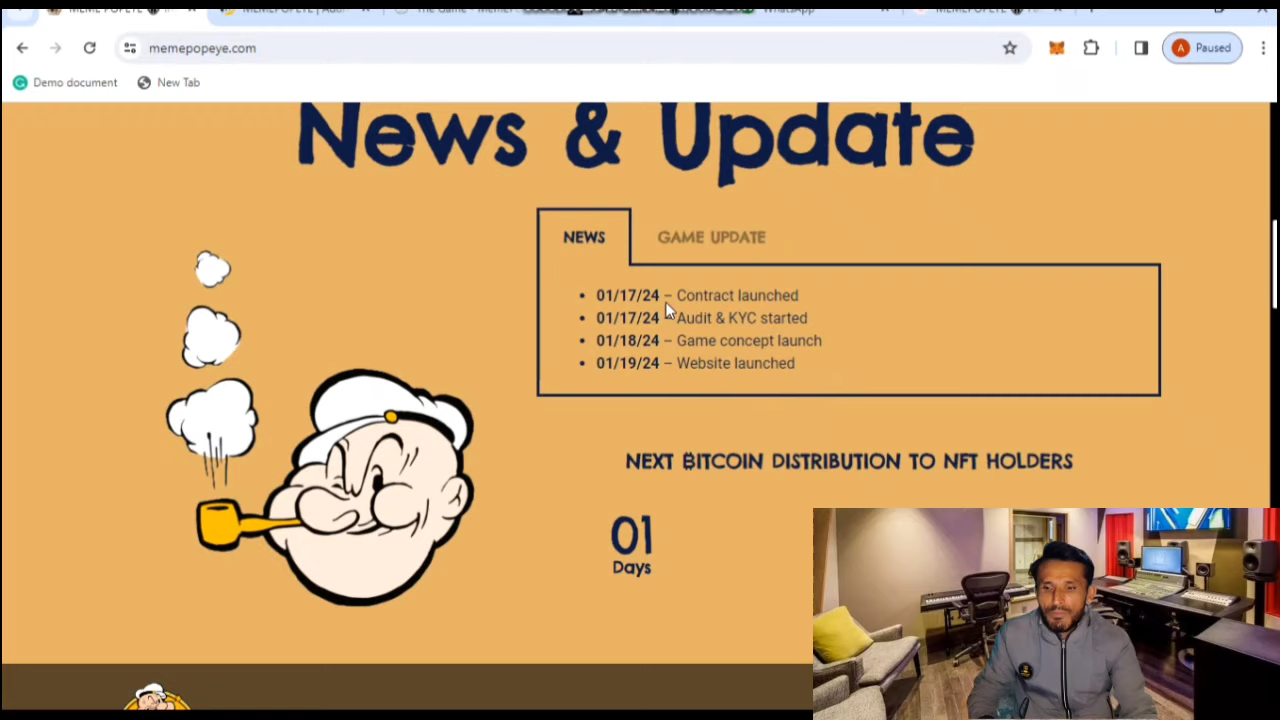 memepopeye.com
Paused
Demo document
New Tab
News & Update
NEWS
GAME UPDATE
01/17/24 – Contract launched
01/17/24 – Audit & KYC started
01/18/24 – Game concept launch
01/19/24 – Website launched
NEXT ₿ITCOIN DISTRIBUTION TO NFT HOLDERS
01
Days